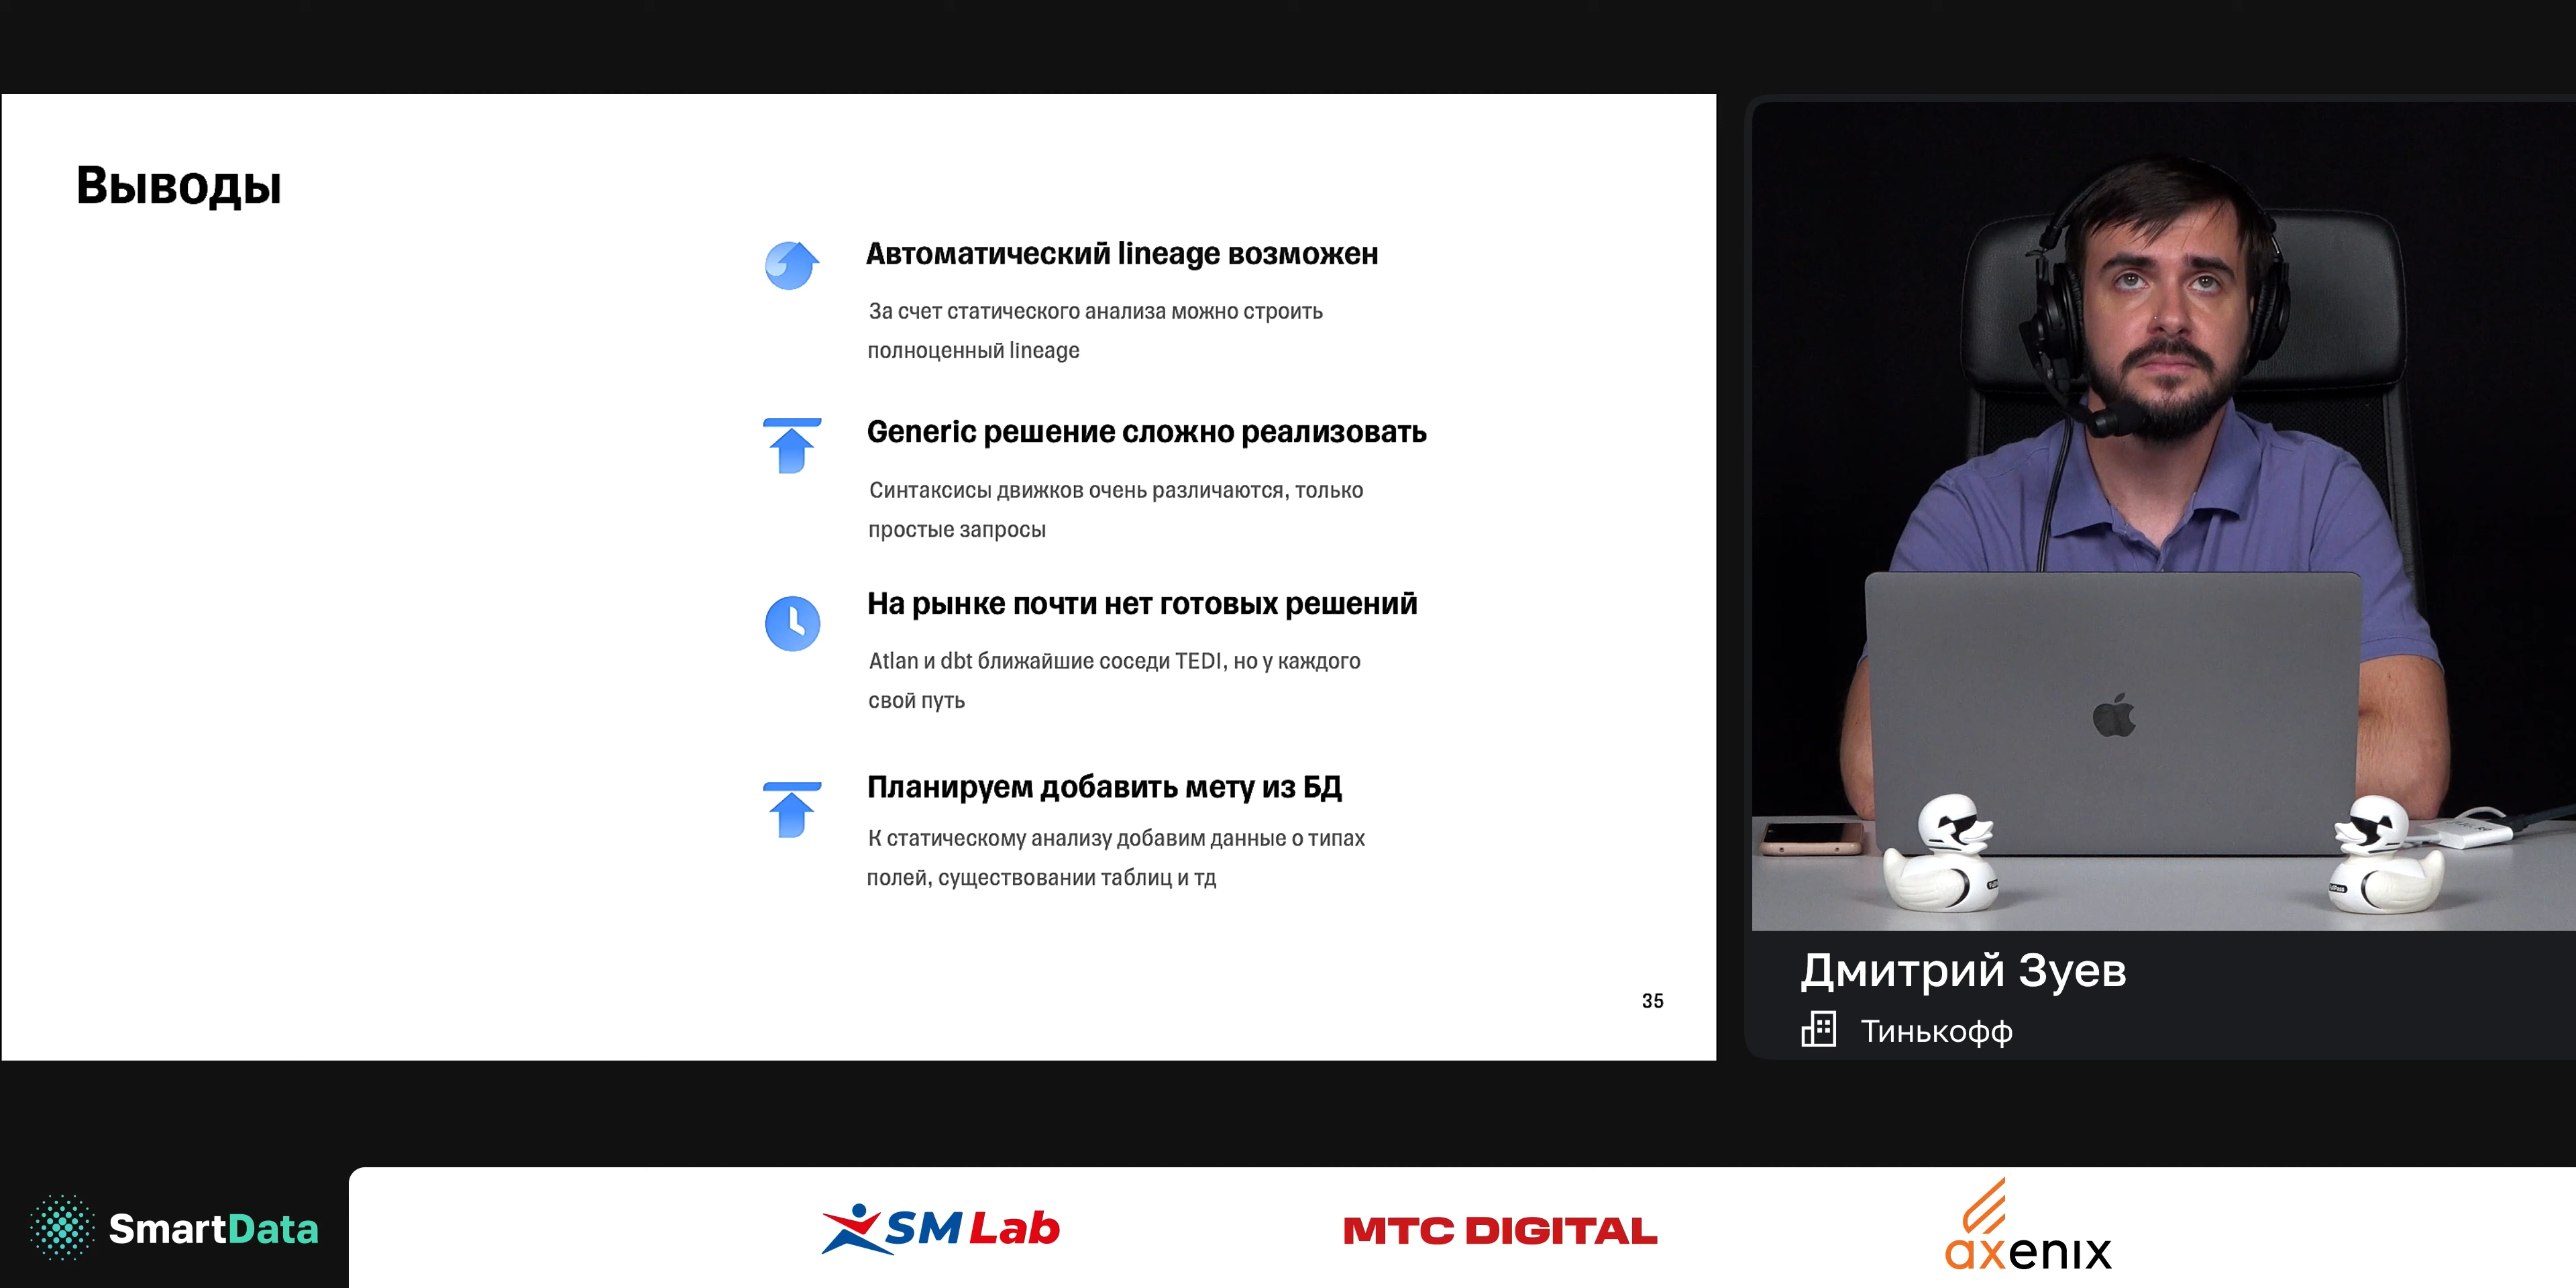 Выводы
Автоматический lineage возможен
За счет статического анализа можно строить
полноценный lineage
Generic решение сложно реализовать
Синтаксисы движков очень различаются, только
простые запросы
На рынке почти нет готовых решений
Atlan и dbt ближайшие соседи TEDI, но у каждого
свой путь
Планируем добавить мету из БД
К статическому анализу добавим данные о типах
полей, существовании таблиц и тд
35
Дмитрий Зуев
Тинькофф
SmartData
SM Lab
МТС DIGITAL
axenix